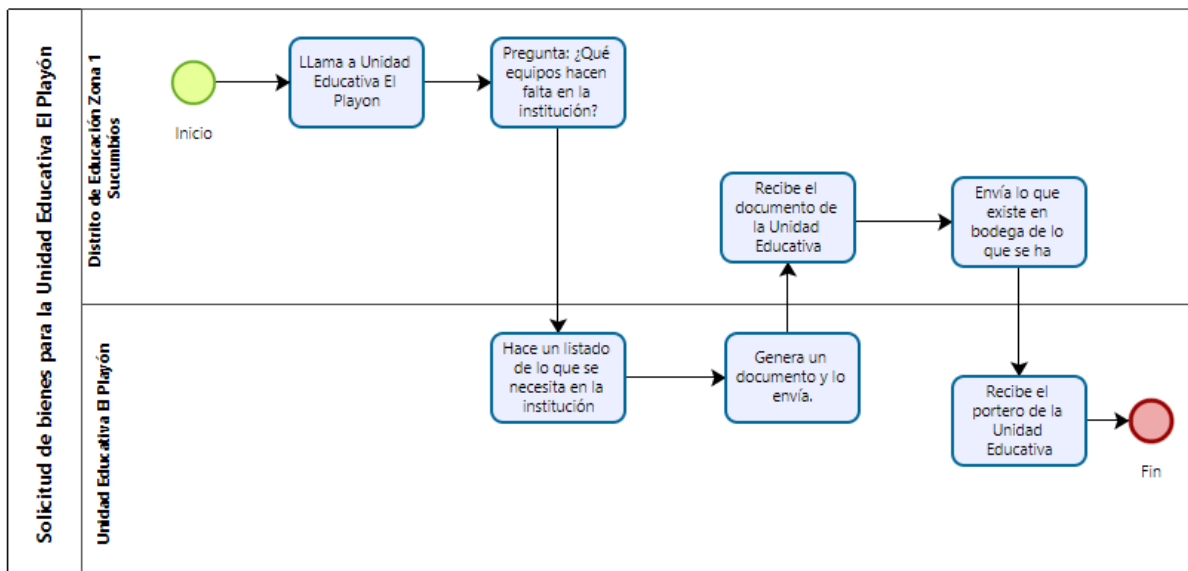 Solicitud de bienes para la Unidad Educativa El Playón
Distrito de Educación Zona 1
Sucumbíos
Inicio
LLama a Unidad
Educativa El
Playon
Pregunta: ¿Qué
equipos hacen
falta en la
institución?
Recibe el
documento de
la Unidad
Educativa
Envía lo que
existe en
bodega de lo
que se ha
Unidad Educativa El Playón
Hace un listado
de lo que se
necesita en la
institución
Genera un
documento y lo
envía.
Recibe el
portero de la
Unidad
Educativa
Fin